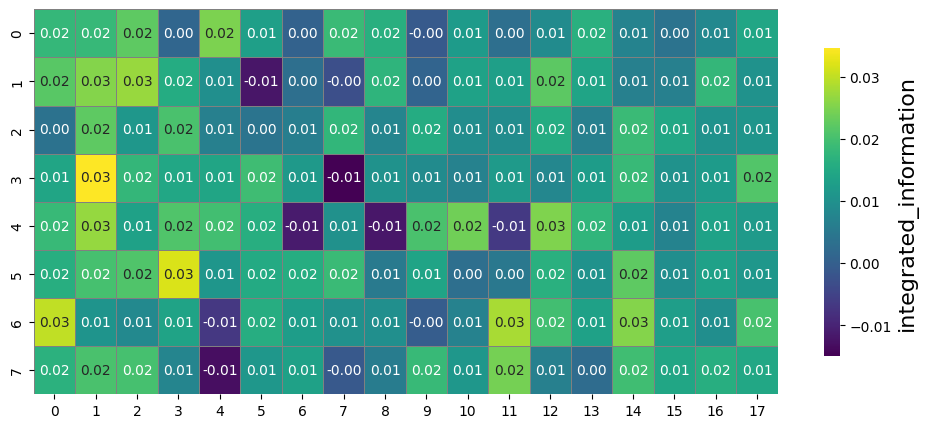 0 0.02 0.02 0.02 0.00 0.02 0.01 0.00 0.02 0.02 -0.00 0.01 0.00 0.01 0.02 0.01 0.00 0.01 0.01
1 0.02 0.03 0.03 0.02 0.01 -0.01 0.00 -0.00 0.02 0.00 0.01 0.01 0.02 0.01 0.01 0.01 0.02 0.01
2 0.00 0.02 0.01 0.02 0.01 0.00 0.01 0.02 0.01 0.02 0.01 0.01 0.02 0.01 0.02 0.02 0.01 0.01
3 0.01 0.03 0.02 0.01 0.01 0.02 0.01 -0.01 0.01 0.01 0.01 0.01 0.01 0.01 0.02 0.01 0.01 0.02
4 0.02 0.03 0.01 0.02 0.02 0.02 -0.01 0.01 -0.01 0.02 0.02 -0.01 0.03 0.02 0.01 0.01 0.01 0.01
5 0.02 0.02 0.02 0.03 0.01 0.02 0.02 0.02 0.01 0.01 0.00 0.00 0.02 0.01 0.02 0.01 0.01 0.01
6 0.03 0.01 0.01 0.01 -0.01 0.02 0.01 0.01 0.01 -0.00 0.01 0.03 0.02 0.01 0.03 0.01 0.01 0.02
7 0.02 0.02 0.02 0.01 -0.01 0.01 0.01 -0.00 0.01 0.02 0.01 0.02 0.01 0.00 0.02 0.01 0.02 0.01
0 1 2 3 4 5 6 7 8 9 10 11 12 13 14 15 16 17
0.03
0.02
0.01
0.00
−0.01
integrated_information